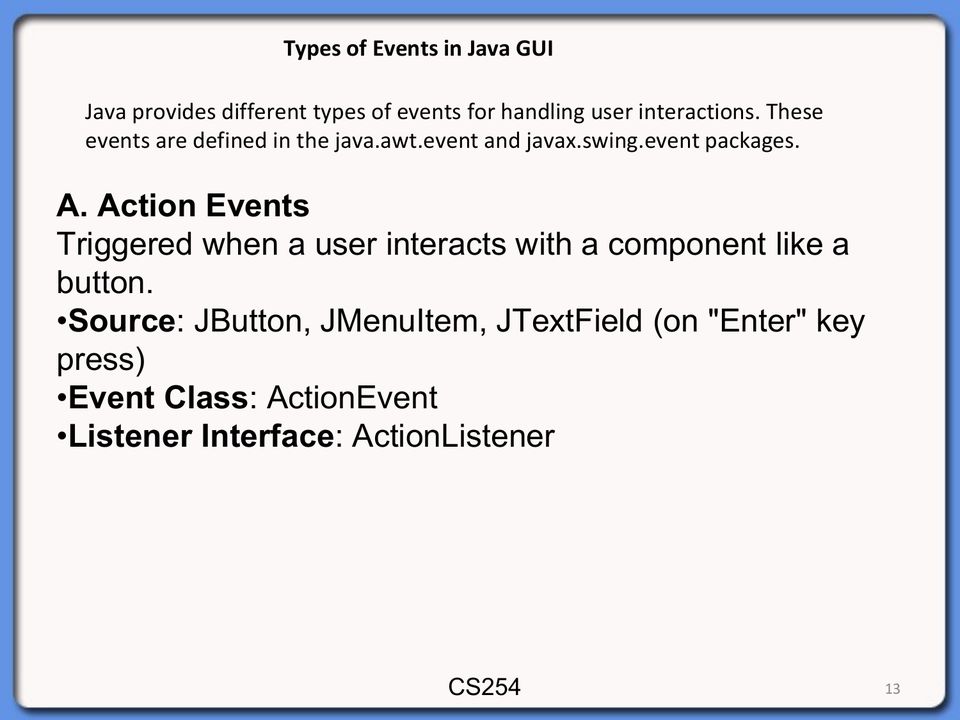 Types of Events in Java GUI
Java provides different types of events for handling user interactions. These
events are defined in the java.awt.event and javax.swing.event packages.
A. Action Events
Triggered when a user interacts with a component like a
button.
•Source: JButton, JMenuItem, JTextField (on "Enter" key
press)
•Event Class: ActionEvent
•Listener Interface: ActionListener
CS254
13